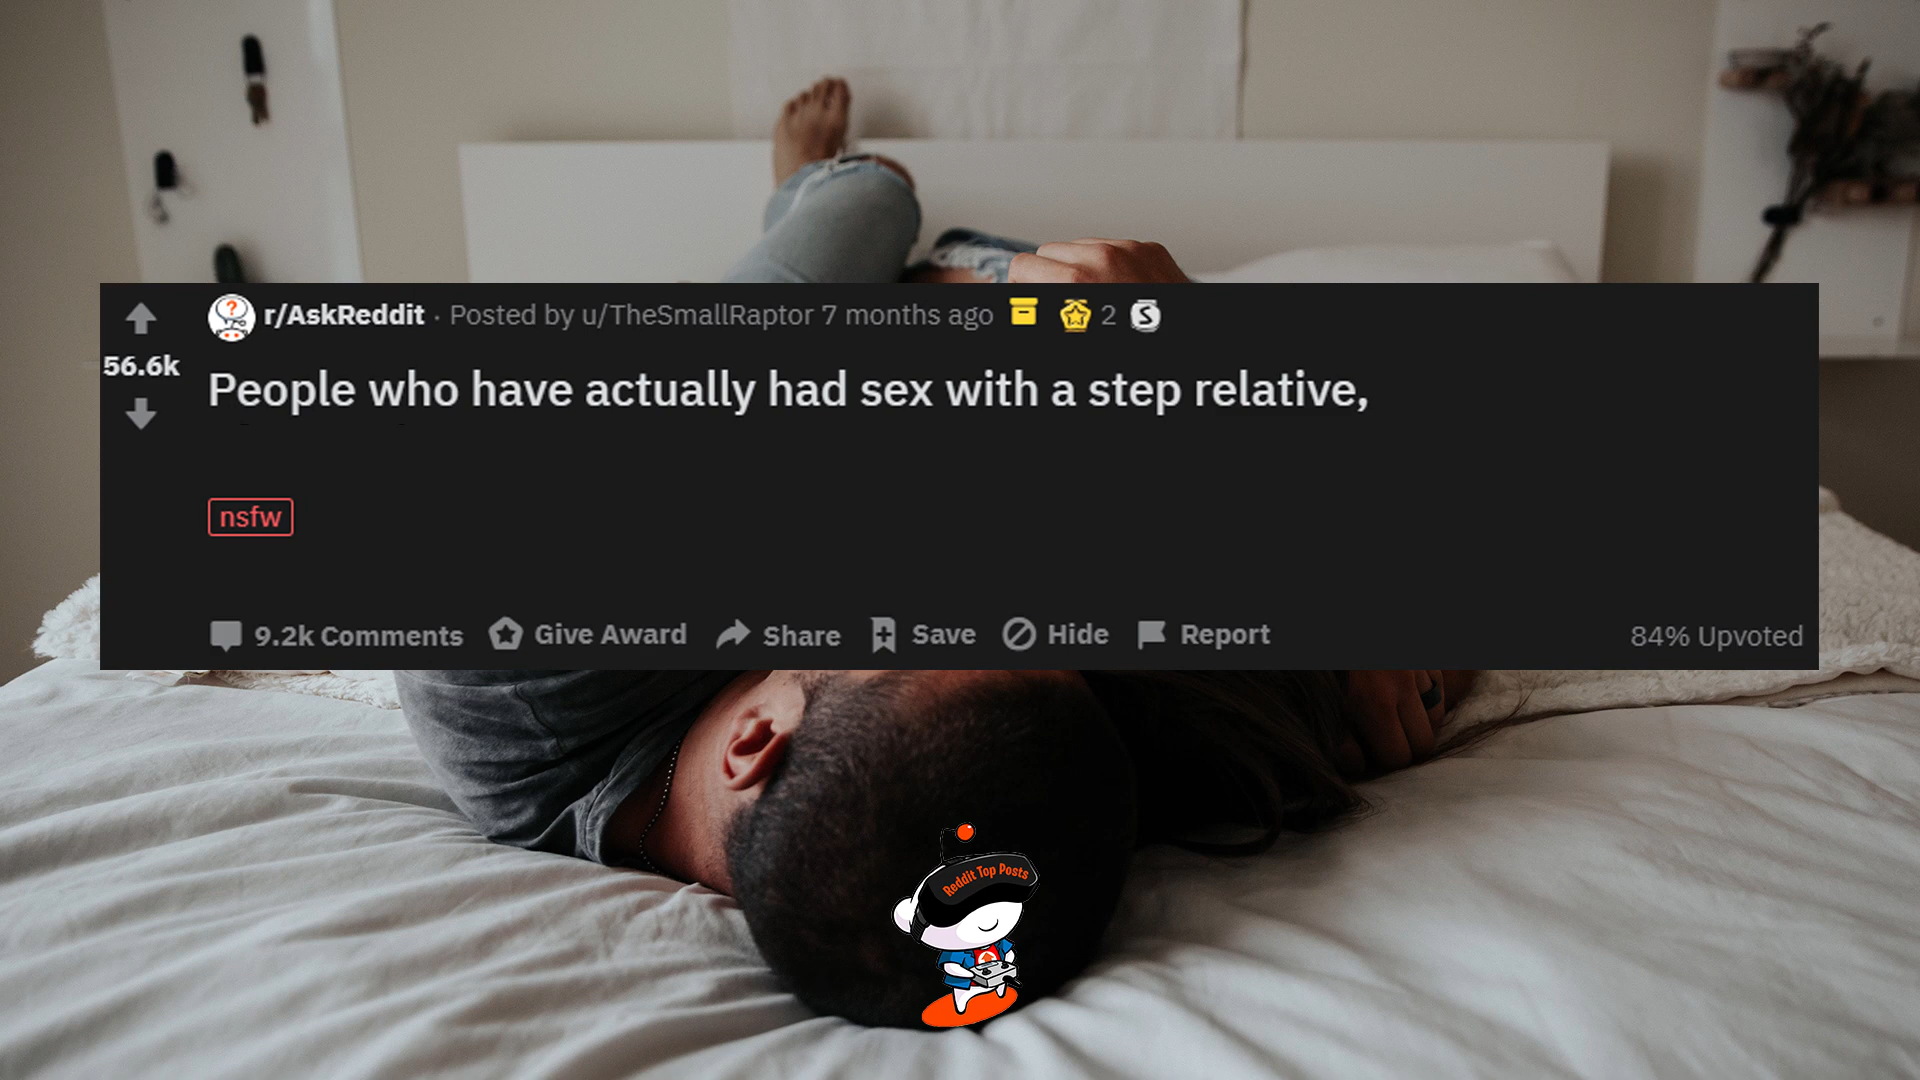 r/AskReddit · Posted by u/TheSmallRaptor 7 months ago 2 S
56.6k
People who have actually had sex with a step relative,
nsfw
9.2k Comments Give Award Share Save Hide Report 84% Upvoted
Reddit Top Posts